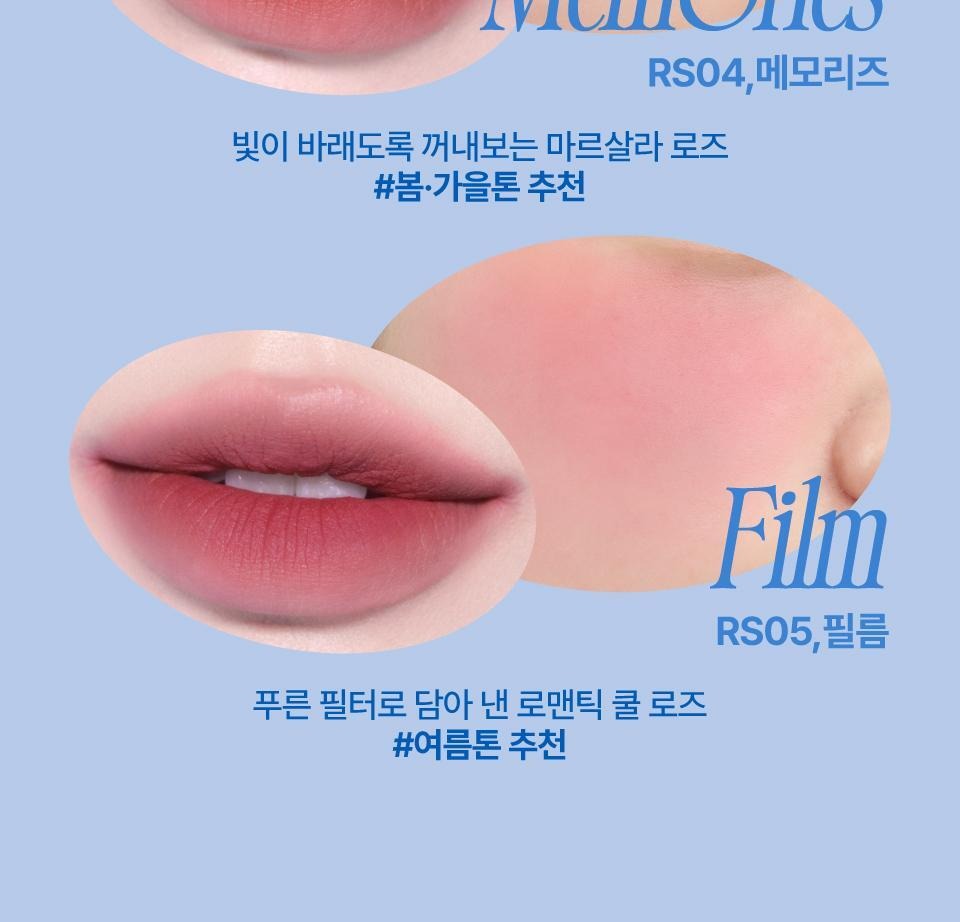 RS04,메모리즈
빛이 바래도록 꺼내보는 마르살라 로즈
#봄·가을톤 추천
Film
RS05,필름
푸른 필터로 담아 낸 로맨틱 쿨 로즈
#여름톤 추천